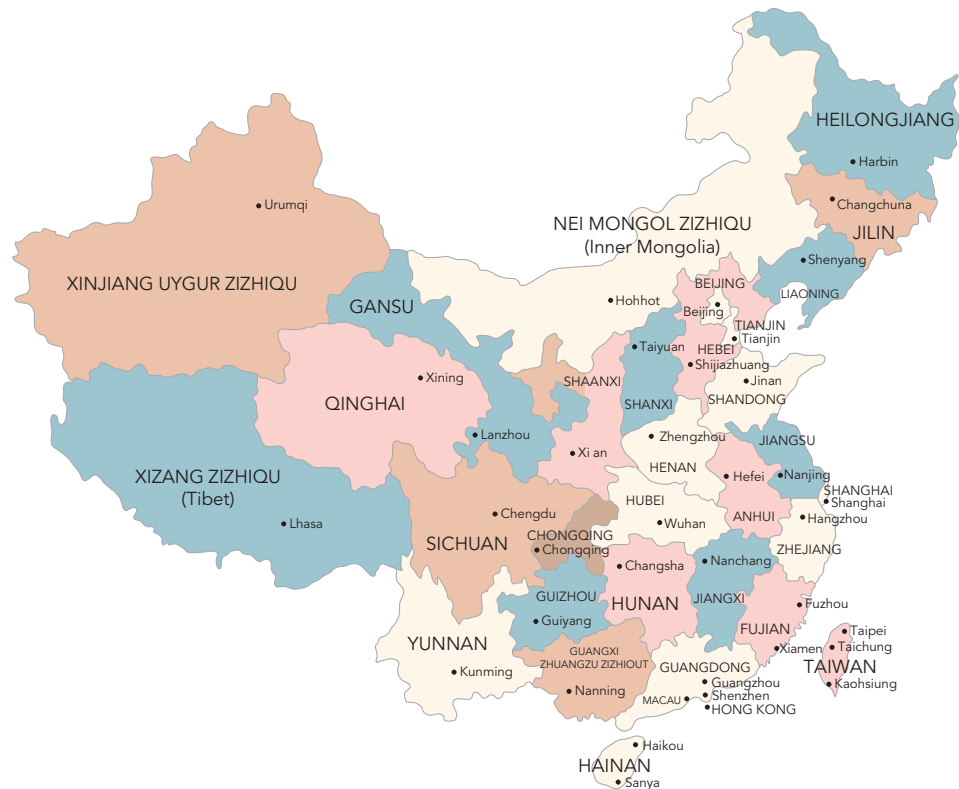 HEILONGJIANG
Harbin
Changchuna
JILIN
Urumqi
NEI MONGOL ZIZHIQU
(Inner Mongolia)
Shenyang
XINJIANG UYGUR ZIZHIQU
BEIJING
LIAONING
GANSU
Hohhot
Beijing
TIANJIN
Tianjin
Taiyuan
HEBEI
Shijiazhuang
Xining
SHAANXI
Jinan
QINGHAI
SHANXI
SHANDONG
Lanzhou
Zhengzhou
JIANGSU
Xi an
HENAN
XIZANG ZIZHIQU
(Tibet)
Hefei
Nanjing
SHANGHAI
Shanghai
HUBEI
ANHUI
Hangzhou
Lhasa
Chengdu
Wuhan
CHONGQING
Chongqing
SICHUAN
ZHEJIANG
Nanchang
Changsha
GUIZHOU
HUNAN
JIANGXI
Fuzhou
Guiyang
FUJIAN
Taipei
YUNNAN
Xiamen
Taichung
GUANGXI
ZHUANGZU ZIZHIOUT
GUANGDONG
TAIWAN
Kunming
Guangzhou
Kaohsiung
Nanning
Shenzhen
MACAU
HONG KONG
Haikou
HAINAN
Sanya